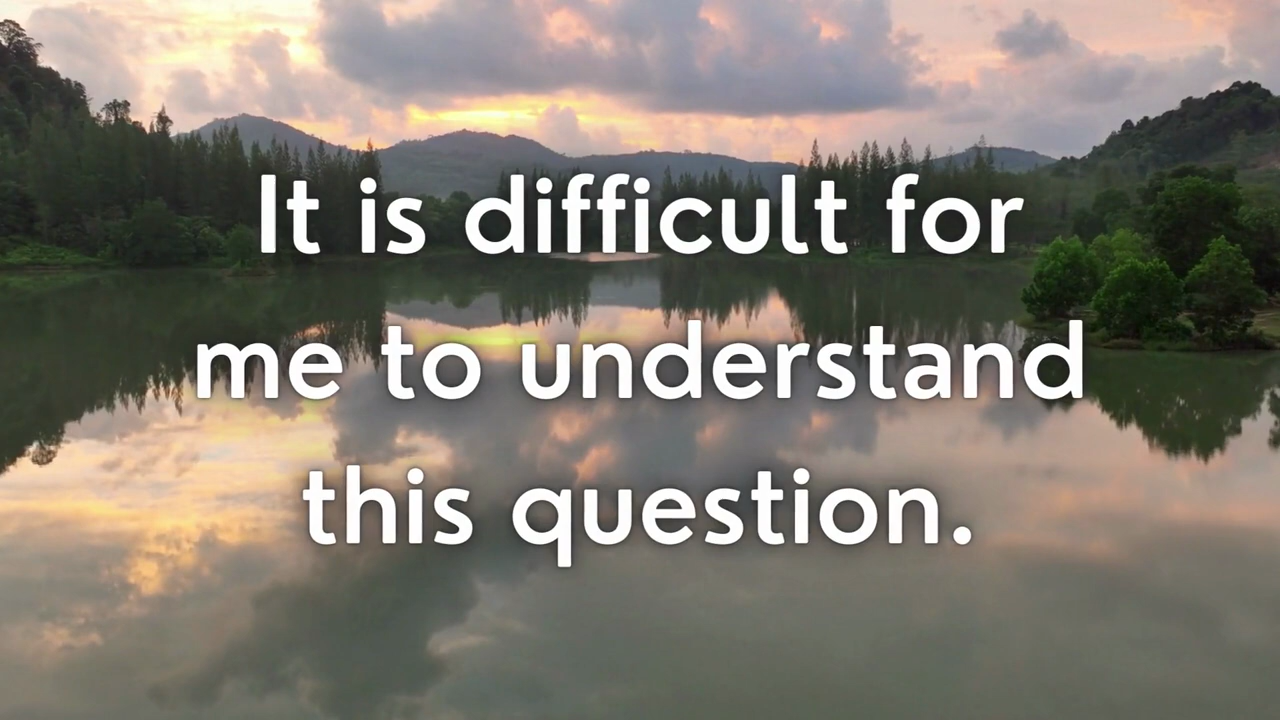 It is difficult for
me to understand
this question.